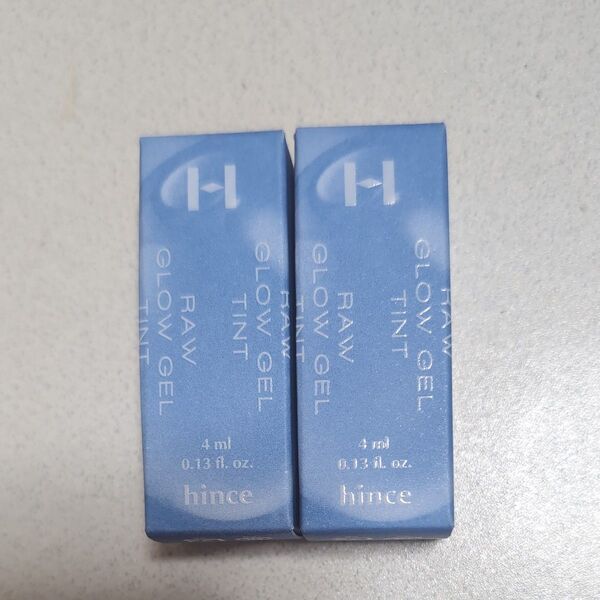 H
RAW
GLOW GEL
TINT
RAW
GLOW GEL
TINT
4 ml
0.13 fl. oz.
hince
H
RAW
GLOW GEL
TINT
RAW
GLOW GEL
TINT
4 ml
0.13 fl. oz.
hince